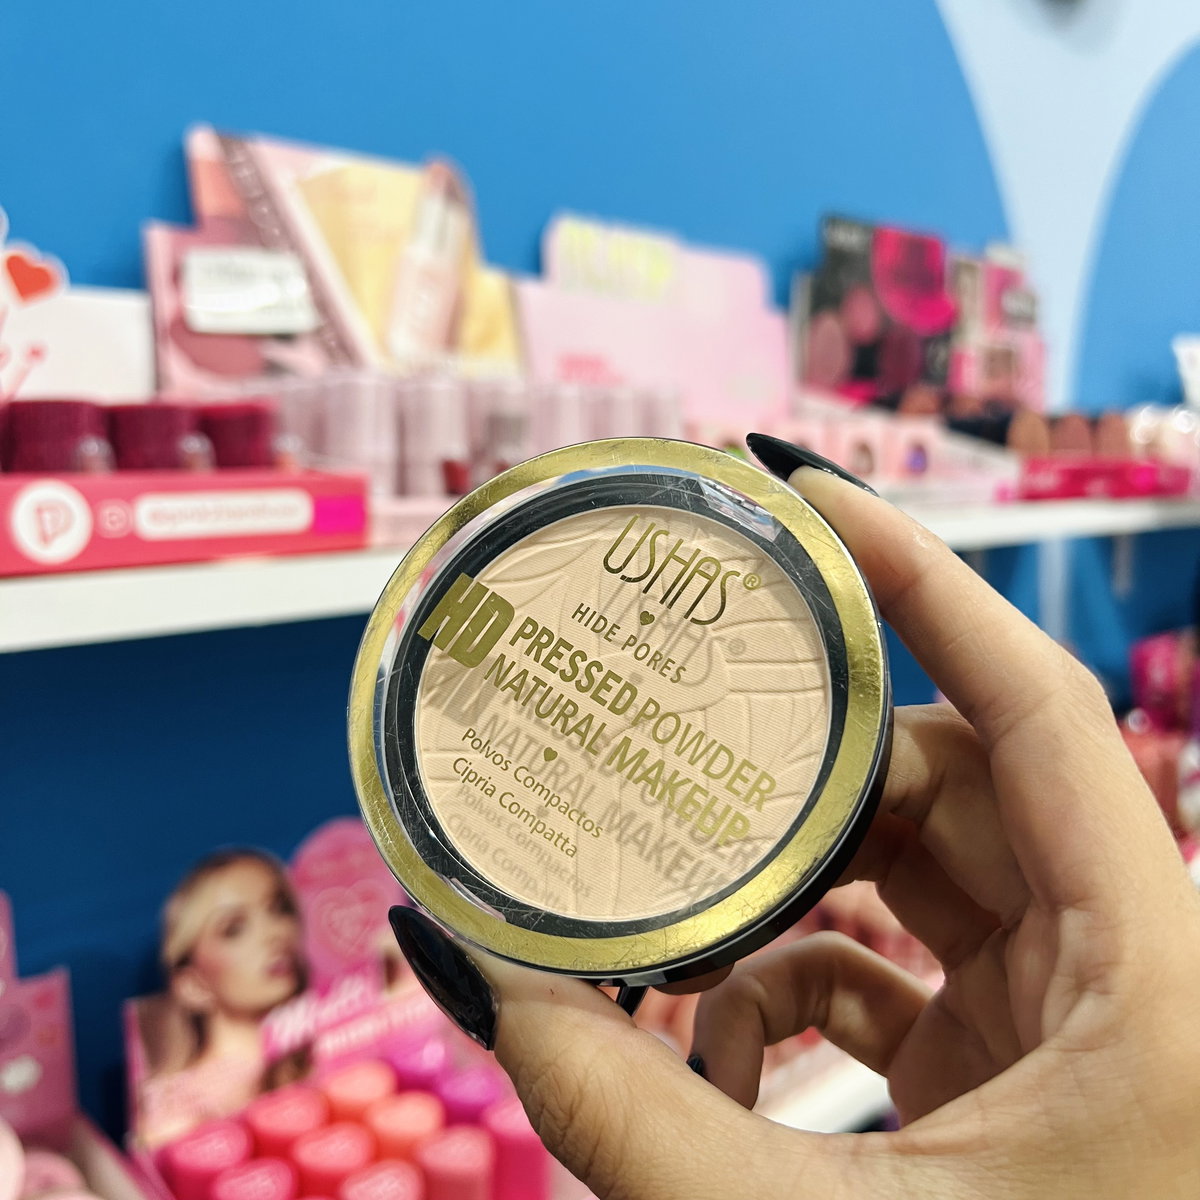 USHAS®
HIDE PORES
HD PRESSED POWDER
NATURAL MAKEUP
Polvos Compactos
Cipria Compatta